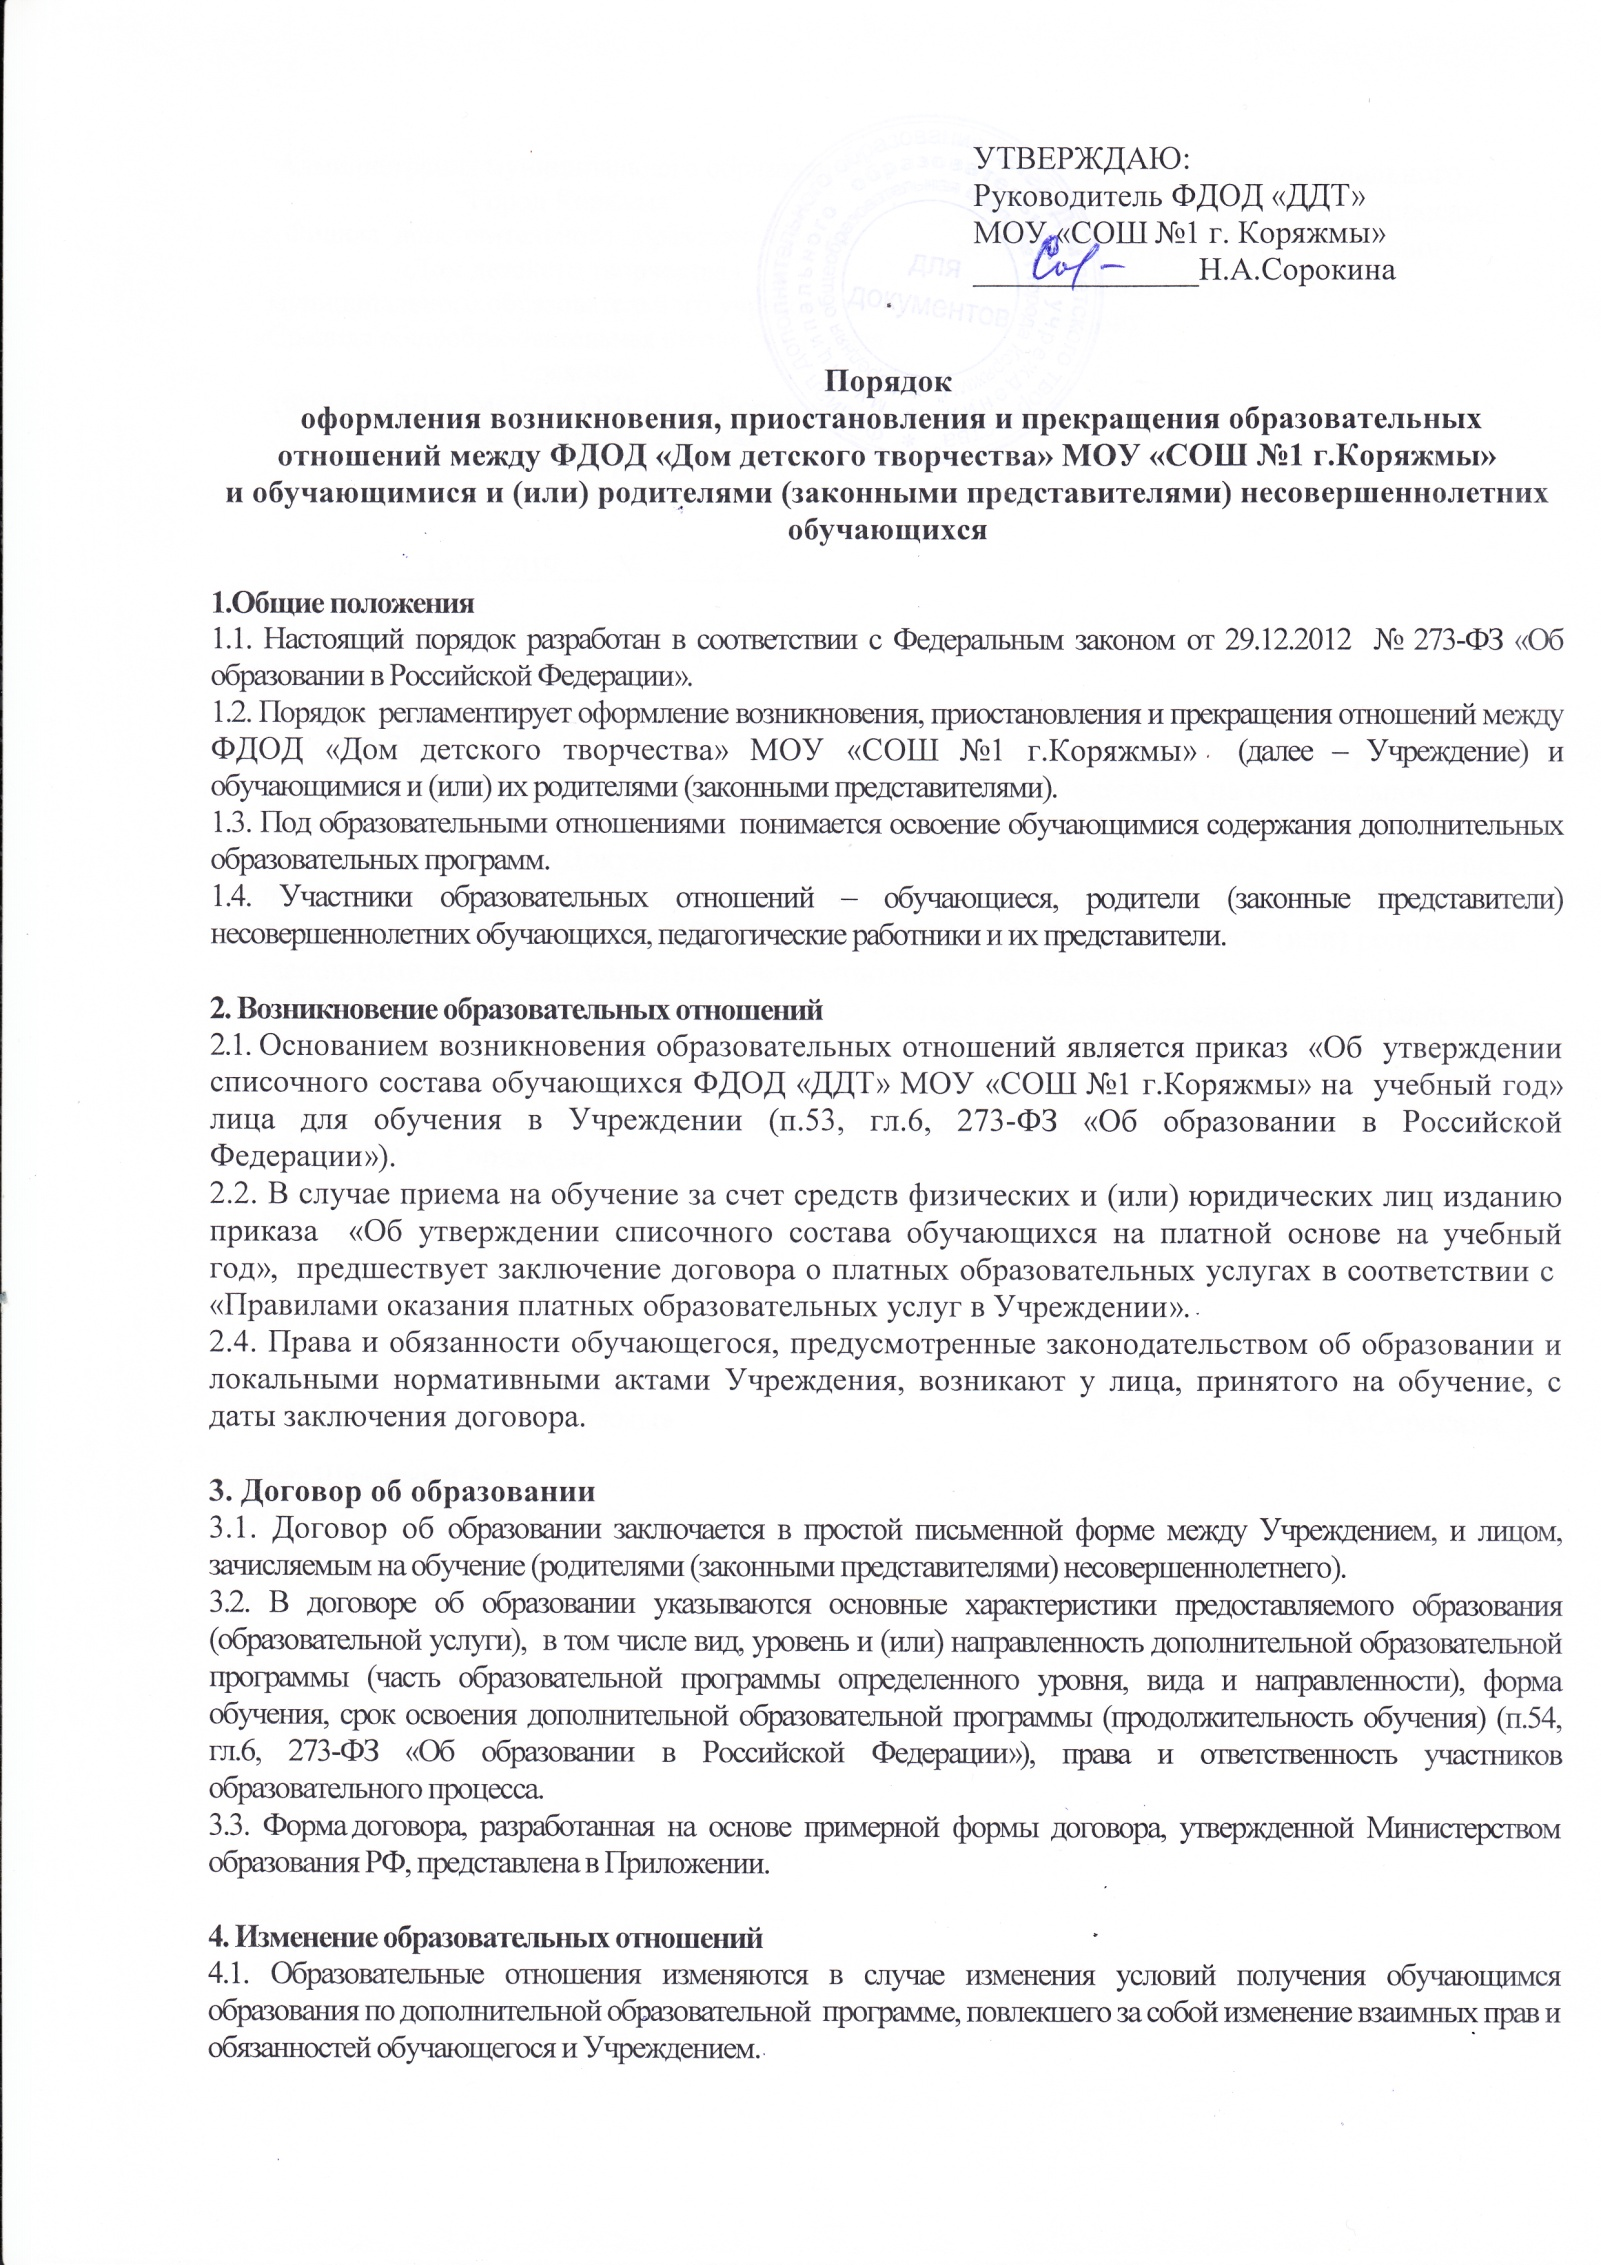 УТВЕРЖДАЮ:
Руководитель ФДОД «ДДТ»
МОУ «СОШ №1 г. Коряжмы»
______________Н.А.Сорокина
для
документов
Порядок
оформления возникновения, приостановления и прекращения образовательных
отношений между ФДОД «Дом детского творчества» МОУ «СОШ №1 г.Коряжмы»
и обучающимися и (или) родителями (законными представителями) несовершеннолетних
обучающихся
1.Общие положения
1.1. Настоящий порядок разработан в соответствии с Федеральным законом от 29.12.2012 № 273-ФЗ «Об
образовании в Российской Федерации».
1.2. Порядок регламентирует оформление возникновения, приостановления и прекращения отношений между
ФДОД «Дом детского творчества» МОУ «СОШ №1 г.Коряжмы» (далее – Учреждение) и
обучающимися и (или) их родителями (законными представителями).
1.3. Под образовательными отношениями понимается освоение обучающимися содержания дополнительных
образовательных программ.
1.4. Участники образовательных отношений – обучающиеся, родители (законные представители)
несовершеннолетних обучающихся, педагогические работники и их представители.
2. Возникновение образовательных отношений
2.1. Основанием возникновения образовательных отношений является приказ «Об утверждении
списочного состава обучающихся ФДОД «ДДТ» МОУ «СОШ №1 г.Коряжмы» на учебный год»
лица для обучения в Учреждении (п.53, гл.6, 273-ФЗ «Об образовании в Российской
Федерации»).
2.2. В случае приема на обучение за счет средств физических и (или) юридических лиц изданию
приказа «Об утверждении списочного состава обучающихся на платной основе на учебный
год», предшествует заключение договора о платных образовательных услугах в соответствии с
«Правилами оказания платных образовательных услуг в Учреждении».
2.4. Права и обязанности обучающегося, предусмотренные законодательством об образовании и
локальными нормативными актами Учреждения, возникают у лица, принятого на обучение, с
даты заключения договора.
3. Договор об образовании
3.1. Договор об образовании заключается в простой письменной форме между Учреждением, и лицом,
зачисляемым на обучение (родителями (законными представителями) несовершеннолетнего).
3.2. В договоре об образовании указываются основные характеристики предоставляемого образования
(образовательной услуги), в том числе вид, уровень и (или) направленность дополнительной образовательной
программы (часть образовательной программы определенного уровня, вида и направленности), форма
обучения, срок освоения дополнительной образовательной программы (продолжительность обучения) (п.54,
гл.6, 273-ФЗ «Об образовании в Российской Федерации»), права и ответственность участников
образовательного процесса.
3.3. Форма договора, разработанная на основе примерной формы договора, утвержденной Министерством
образования РФ, представлена в Приложении.
4. Изменение образовательных отношений
4.1. Образовательные отношения изменяются в случае изменения условий получения обучающимся
образования по дополнительной образовательной программе, повлекшего за собой изменение взаимных прав и
обязанностей обучающегося и Учреждением.